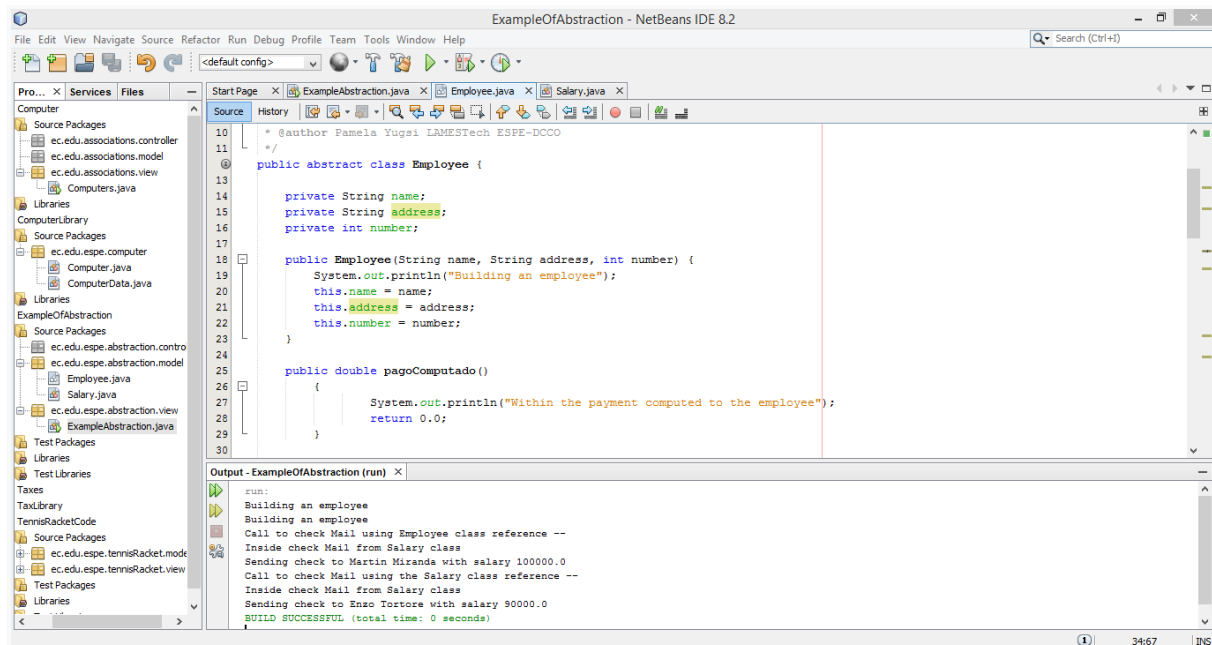 ExampleOfAbstraction - NetBeans IDE 8.2
File Edit View Navigate Source Refactor Run Debug Profile Team Tools Window Help
Search (Ctrl+I)
<default config>
Pro... Services Files
Start Page ExampleAbstraction.java Employee.java Salary.java
Computer
Source Packages
ec.edu.associations.controller
ec.edu.associations.model
ec.edu.associations.view
Computers.java
Libraries
ComputerLibrary
Source Packages
ec.edu.espe.computer
Computer.java
ComputerData.java
Libraries
ExampleOfAbstraction
Source Packages
ec.edu.espe.abstraction.contro
ec.edu.espe.abstraction.model
Employee.java
Salary.java
ec.edu.espe.abstraction.view
ExampleAbstraction.java
Test Packages
Libraries
Test Libraries
Taxes
TaxLibrary
TennisRacketCode
Source Packages
ec.edu.espe.tennisRacket.mode
ec.edu.espe.tennisRacket.view
Test Packages
Libraries
Source History
10 * @author Pamela Yugsi LAMESTech ESPE-DCCO
11 */
public abstract class Employee {
13
14 private String name;
15 private String address;
16 private int number;
17
18 public Employee(String name, String address, int number) {
19 System.out.println("Building an employee");
20 this.name = name;
21 this.address = address;
22 this.number = number;
23 }
24
25 public double pagoComputado()
26 {
27 System.out.println("Within the payment computed to the employee");
28 return 0.0;
29 }
30
Output - ExampleOfAbstraction (run)
run:
Building an employee
Building an employee
Call to check Mail using Employee class reference --
Inside check Mail from Salary class
Sending check to Martin Miranda with salary 100000.0
Call to check Mail using the Salary class reference --
Inside check Mail from Salary class
Sending check to Enzo Tortore with salary 90000.0
BUILD SUCCESSFUL (total time: 0 seconds)
1 34:67 INS